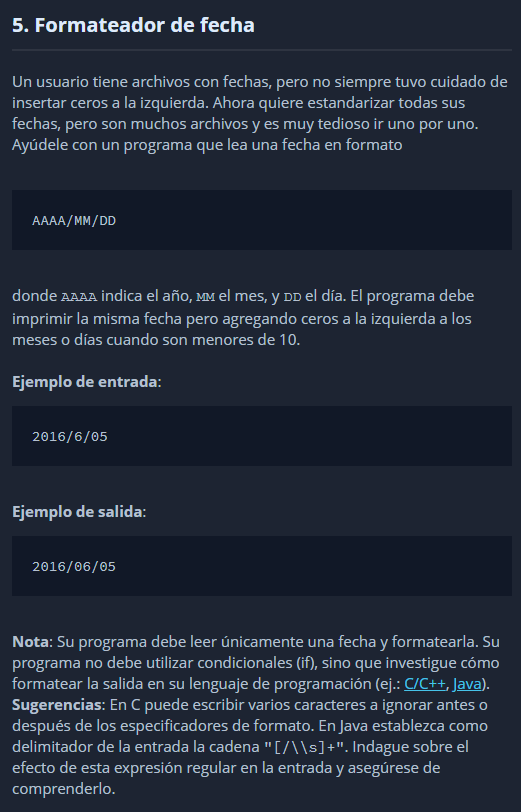 5. Formateador de fecha
Un usuario tiene archivos con fechas, pero no siempre tuvo cuidado de
insertar ceros a la izquierda. Ahora quiere estandarizar todas sus
fechas, pero son muchos archivos y es muy tedioso ir uno por uno.
Ayúdele con un programa que lea una fecha en formato
AAAA/MM/DD
donde AAAA indica el año, MM el mes, y DD el día. El programa debe
imprimir la misma fecha pero agregando ceros a la izquierda a los
meses o días cuando son menores de 10.
Ejemplo de entrada:
2016/6/05
Ejemplo de salida:
2016/06/05
Nota: Su programa debe leer únicamente una fecha y formatearla. Su
programa no debe utilizar condicionales (if), sino que investigue cómo
formatear la salida en su lenguaje de programación (ej.: C/C++, Java).
Sugerencias: En C puede escribir varios caracteres a ignorar antes o
después de los especificadores de formato. En Java establezca como
delimitador de la entrada la cadena "[/\\s]+". Indague sobre el
efecto de esta expresión regular en la entrada y asegúrese de
comprenderlo.